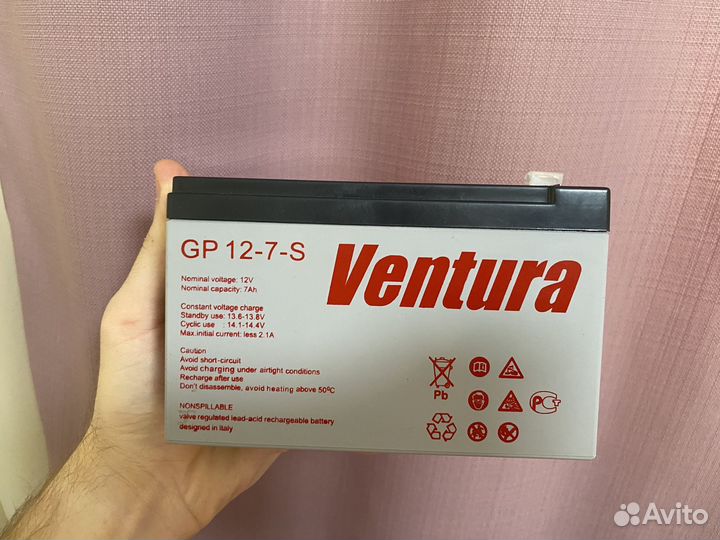 GP 12-7-S
Ventura
Nominal voltage: 12V
Nominal capacity: 7Ah
Constant voltage charge
Standby use: 13.6-13.8V
Cyclic use : 14.1-14.4V
Max.initial current: less 2.1A
Caution
Avoid short-circuit
Avoid charging under airtight conditions
Recharge after use
Don't disassemble, avoid heating above 50°C
NONSPILLABLE
valve regulated lead-acid rechargeable battery
designed in Italy
Pb
РСТ
Avito